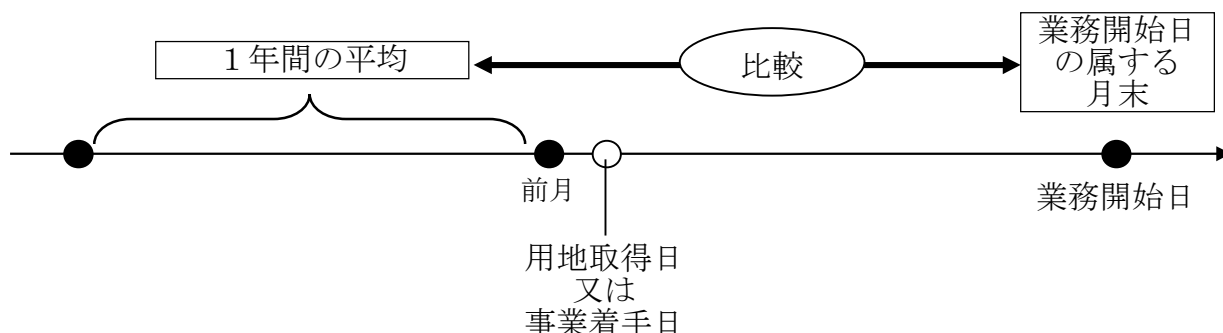 １年間の平均
比較
業務開始日
の属する
月末
前月
業務開始日
用地取得日
又は
事業着手日